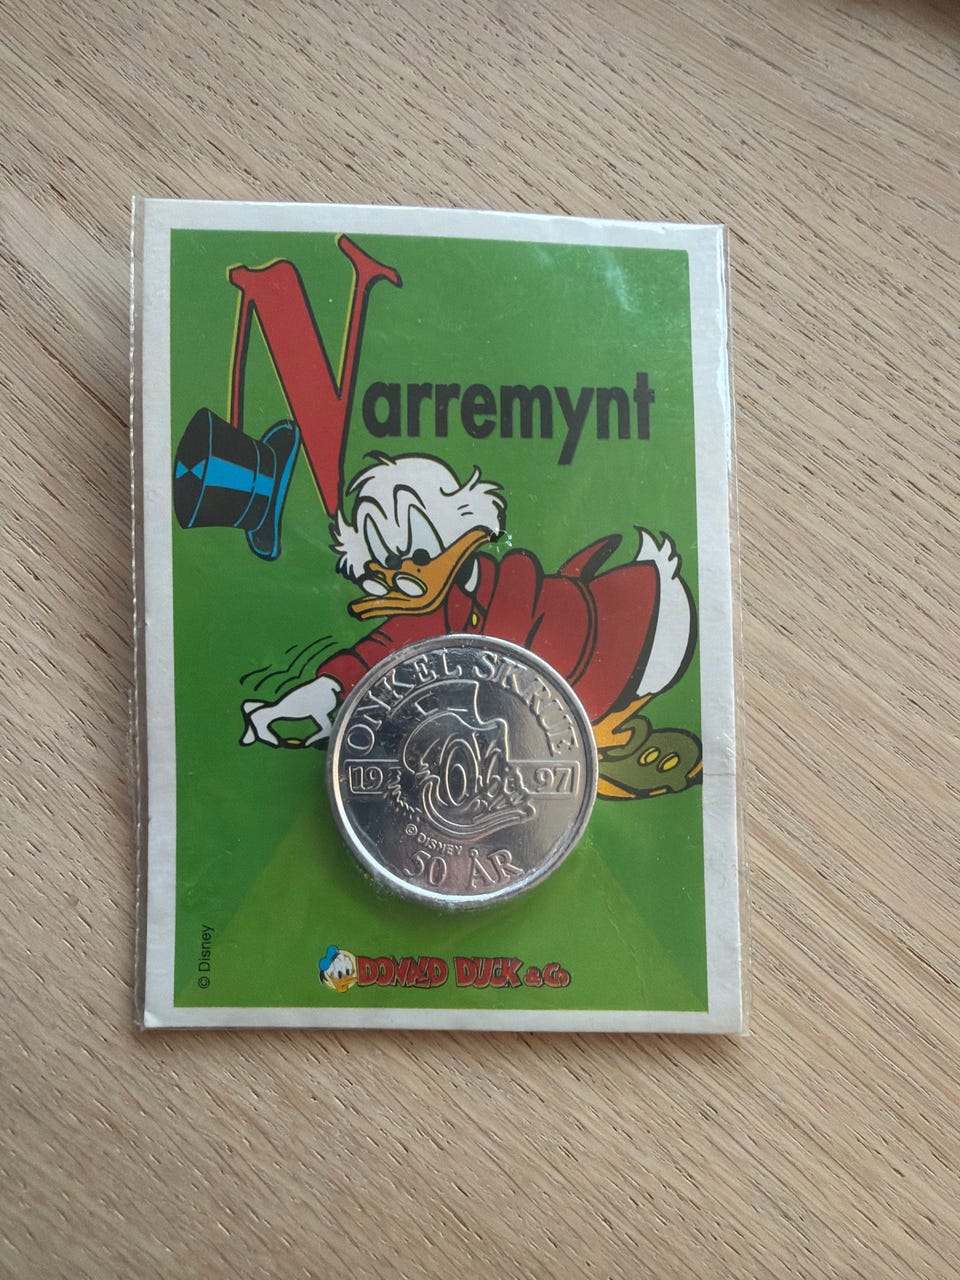 Narremynt
ONKEL SKRUE
19 97
© DISNEY
50 ÅR
© Disney
DONALD DUCK & Co